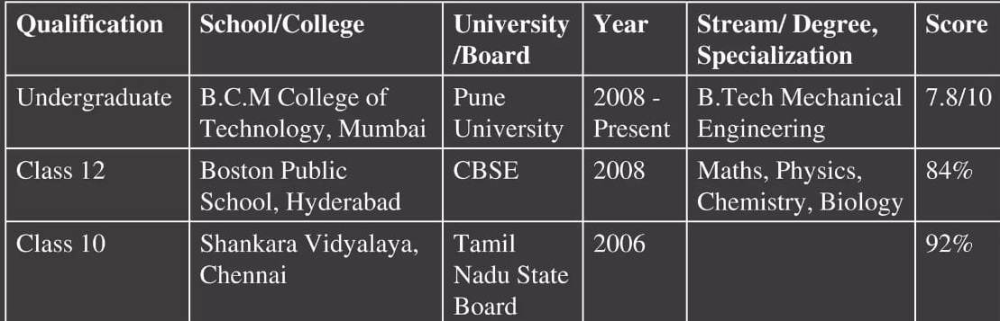 Qualification School/College University Year Stream/ Degree, Score
/Board Specialization
Undergraduate B.C.M College of Pune 2008 - B.Tech Mechanical 7.8/10
Technology, Mumbai University Present Engineering
Class 12 Boston Public CBSE 2008 Maths, Physics, 84%
School, Hyderabad Chemistry, Biology
Class 10 Shankara Vidyalaya, Tamil 2006 92%
Chennai Nadu State
Board